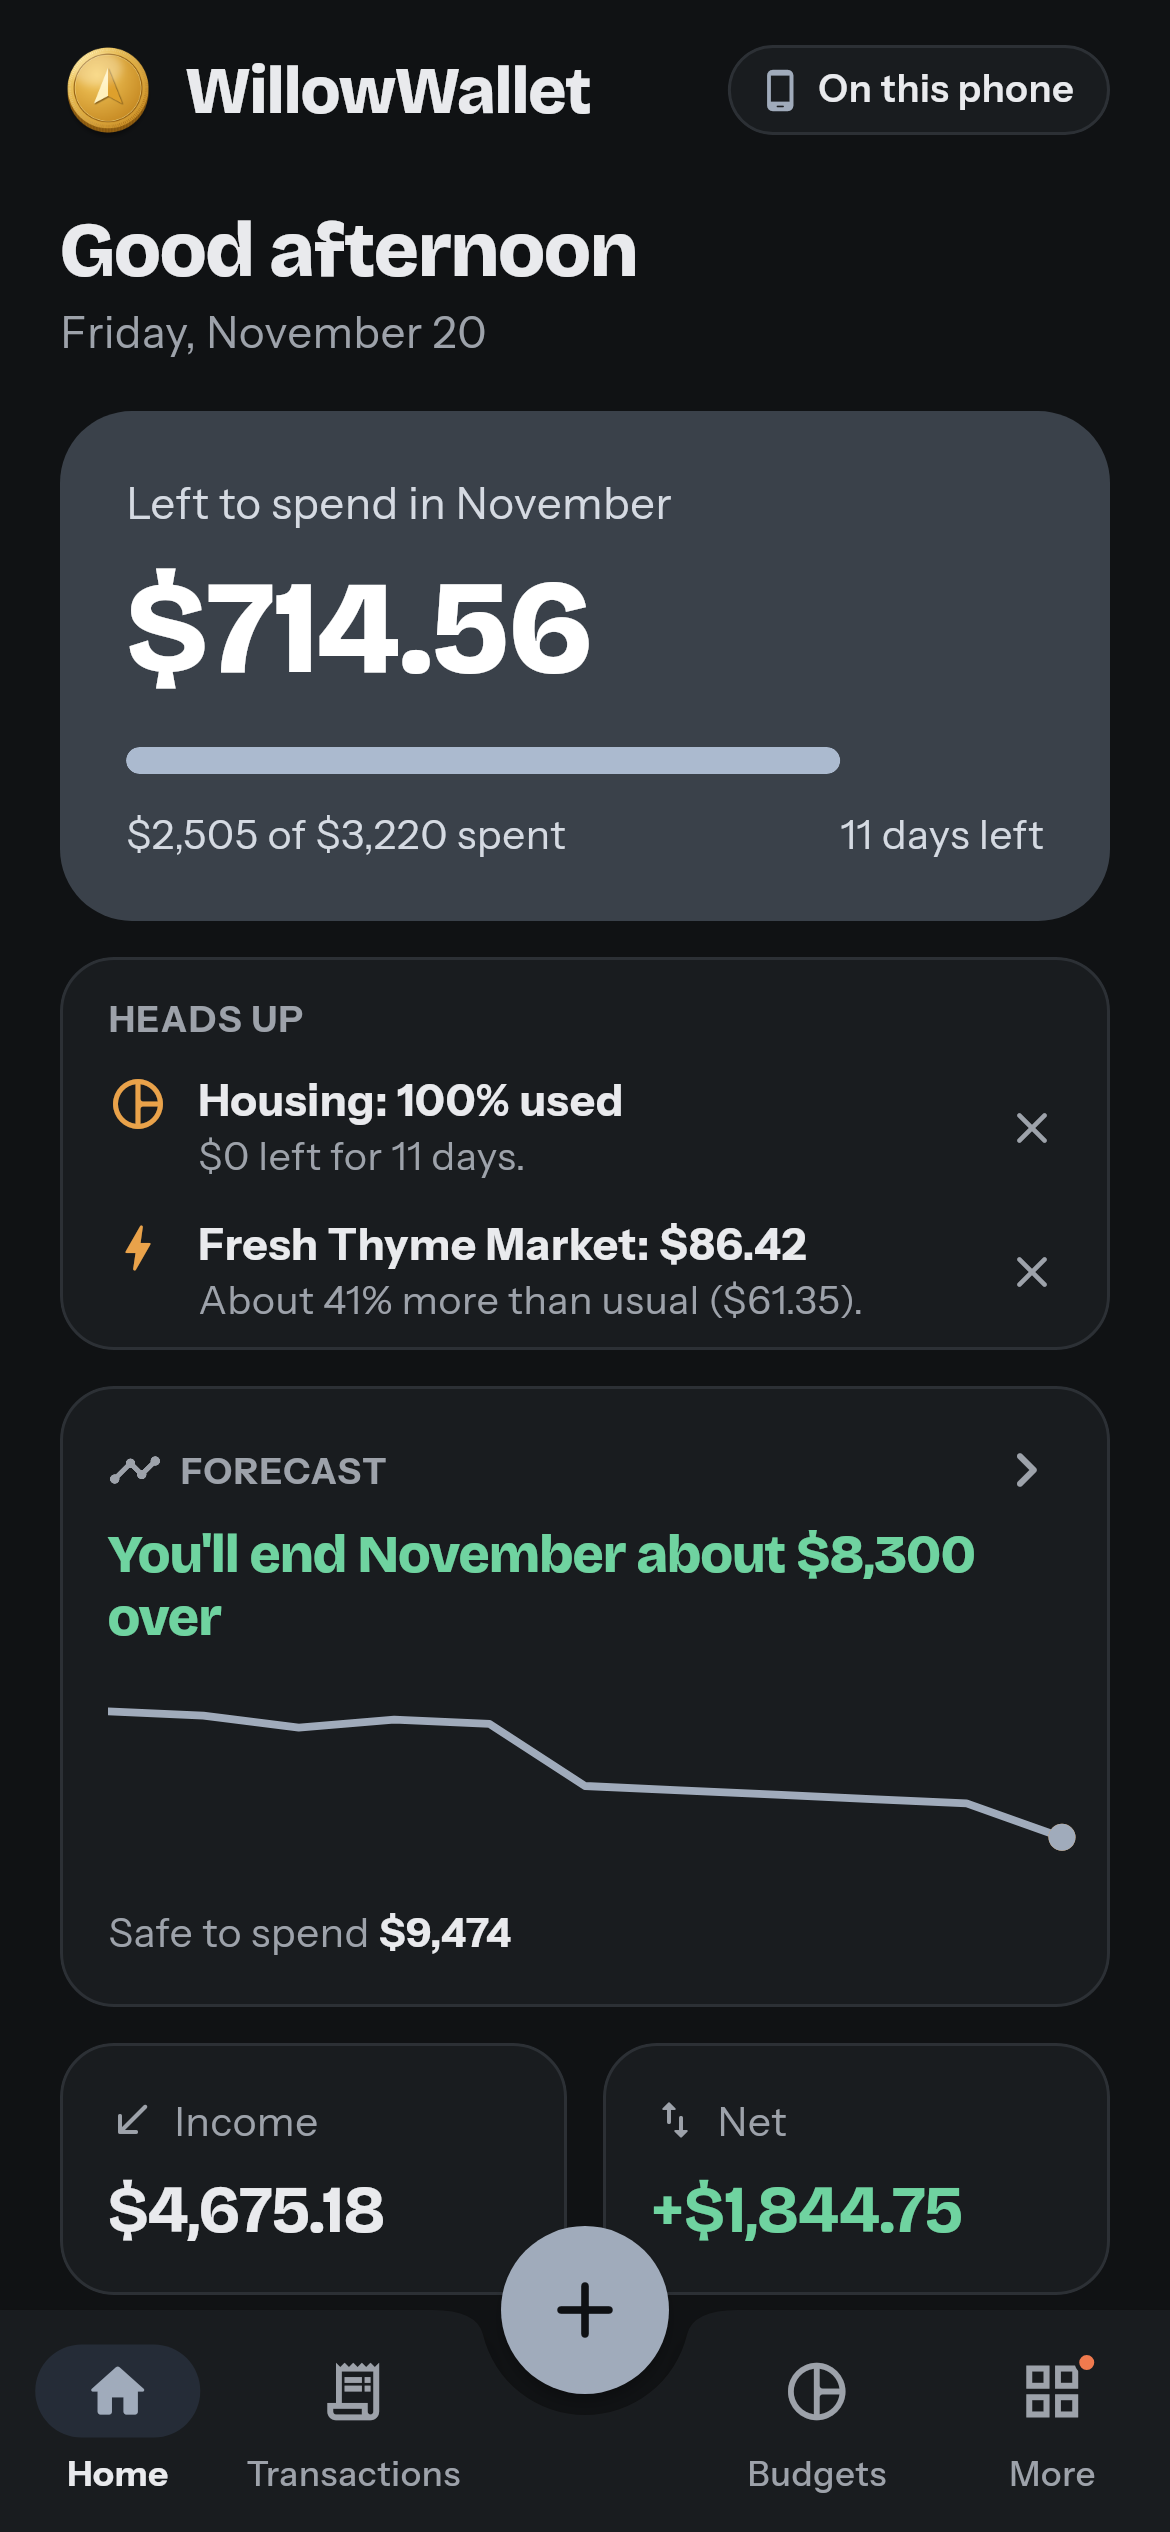 WillowWallet
On this phone
Good afternoon
Friday, November 20
Left to spend in November
$714.56
$2,505 of $3,220 spent
11 days left
HEADS UP
Housing: 100% used
$0 left for 11 days.
Fresh Thyme Market: $86.42
About 41% more than usual ($61.35).
FORECAST
You'll end November about $8,300
over
Safe to spend $9,474
Income
$4,675.18
Net
+$1,844.75
Home
Transactions
Budgets
More